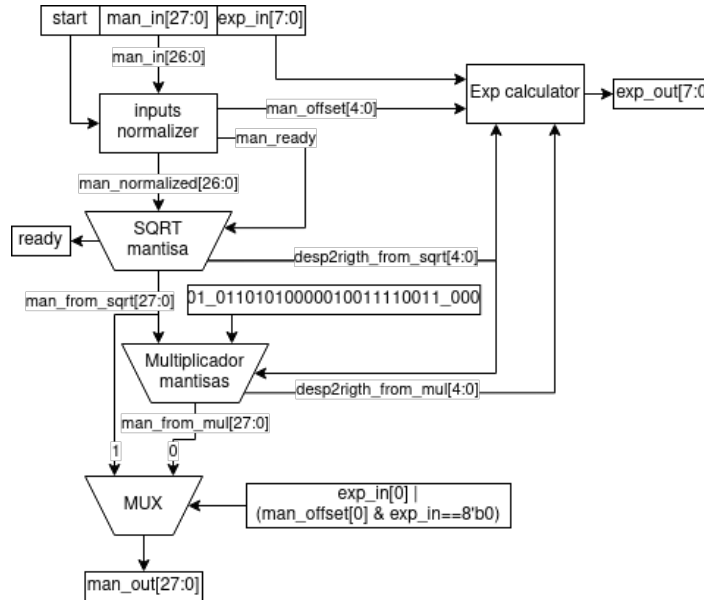 start
man_in[27:0]
exp_in[7:0]
man_in[26:0]
Exp calculator
exp_out[7:0
inputs
normalizer
man_offset[4:0]
man_ready
man_normalized[26:0]
SQRT
mantisa
ready
desp2rigth_from_sqrt[4:0]
man_from_sqrt[27:0]
01_01101010000010011110011_000
Multiplicador
mantisas
desp2rigth_from_mul[4:0]
man_from_mul[27:0]
1
0
MUX
exp_in[0] |
(man_offset[0] & exp_in==8'b0)
man_out[27:0]